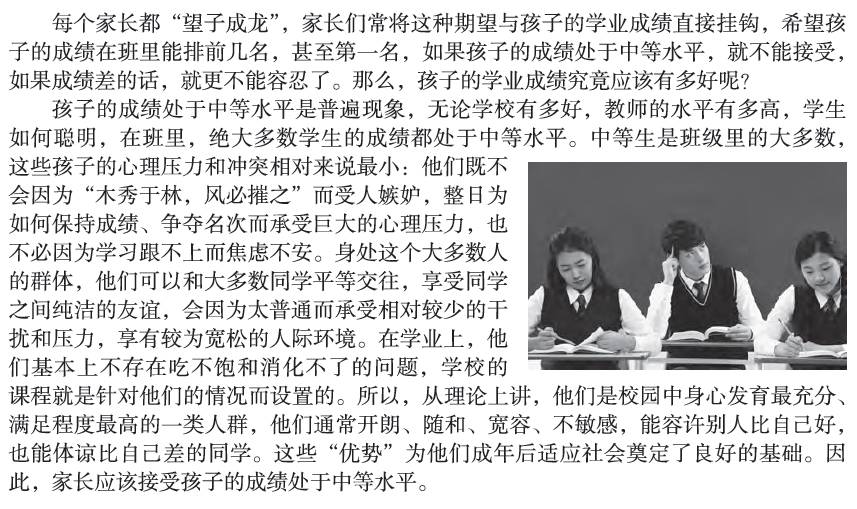 每个家长都“望子成龙”，家长们常将这种期望与孩子的学业成绩直接挂钩，希望孩
子的成绩在班里能排前几名，甚至第一名，如果孩子的成绩处于中等水平，就不能接受，
如果成绩差的话，就更不能容忍了。那么，孩子的学业成绩究竟应该有多好呢？
孩子的成绩处于中等水平是普遍现象，无论学校有多好，教师的水平有多高，学生
如何聪明，在班里，绝大多数学生的成绩都处于中等水平。中等生是班级里的大多数，
这些孩子的心理压力和冲突相对来说最小：他们既不
会因为“木秀于林，风必摧之”而受人嫉妒，整日为
如何保持成绩、争夺名次而承受巨大的心理压力，也
不必因为学习跟不上而焦虑不安。身处这个大多数人
的群体，他们可以和大多数同学平等交往，享受同学
之间纯洁的友谊，会因为太普通而承受相对较少的干
扰和压力，享有较为宽松的人际环境。在学业上，他
们基本上不存在吃不饱和消化不了的问题，学校的
课程就是针对他们的情况而设置的。所以，从理论上讲，他们是校园中身心发育最充分、
满足程度最高的一类人群，他们通常开朗、随和、宽容、不敏感，能容许别人比自己好，
也能体谅比自己差的同学。这些“优势”为他们成年后适应社会奠定了良好的基础。因
此，家长应该接受孩子的成绩处于中等水平。